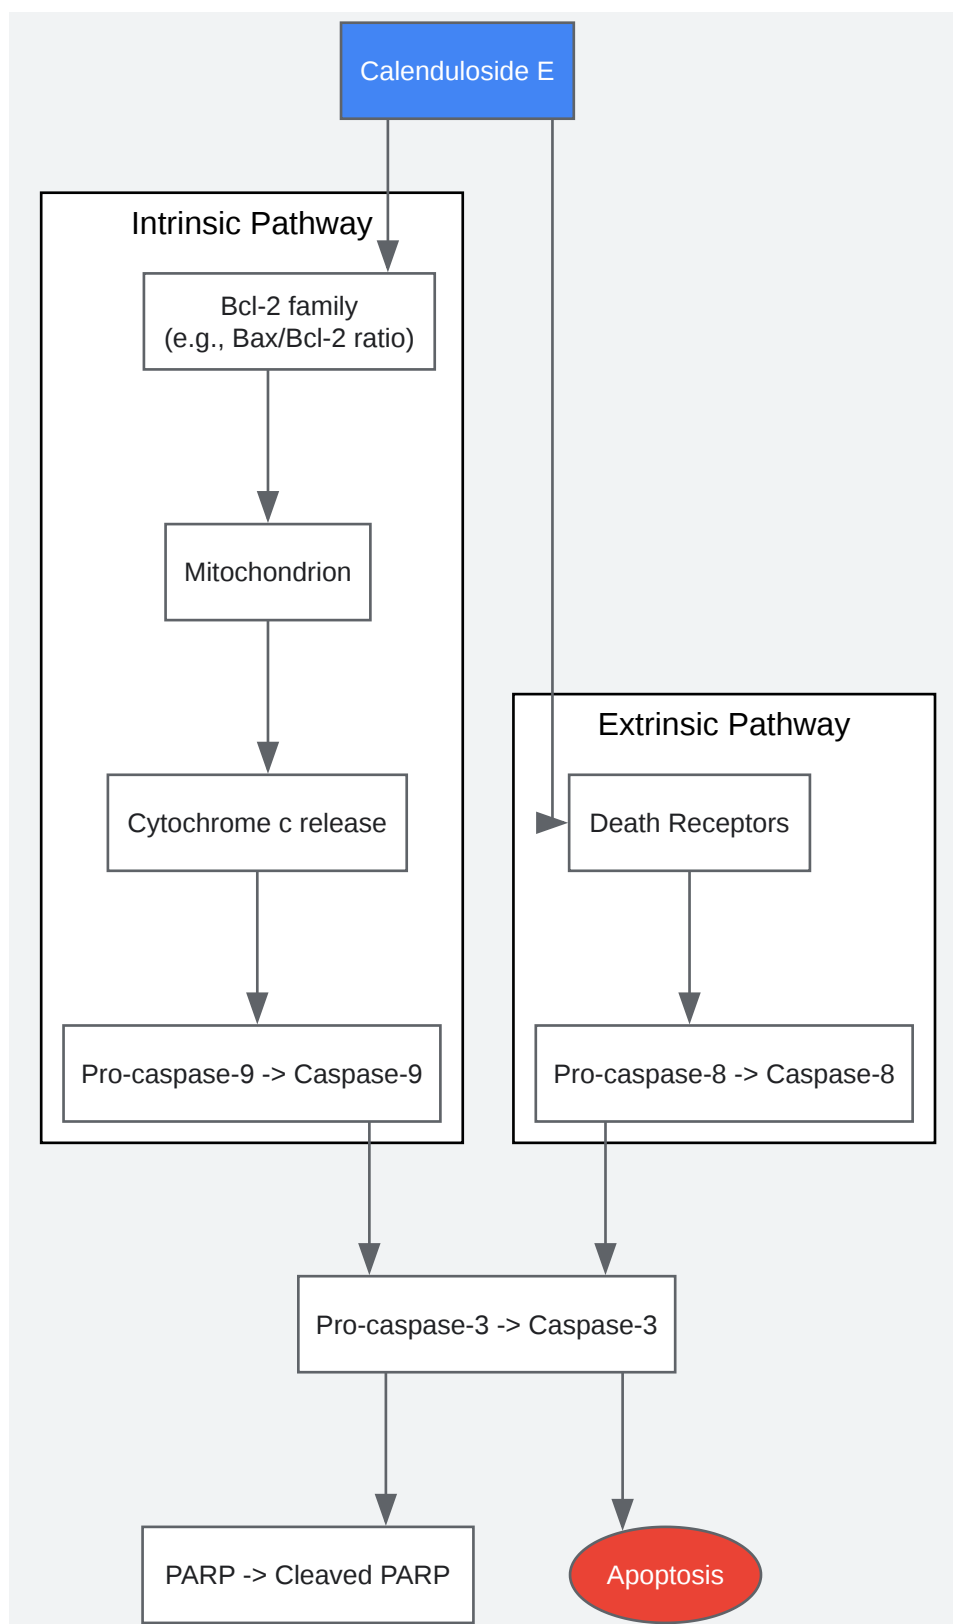 Calenduloside E
Intrinsic Pathway
Bcl-2 family
(e.g., Bax/Bcl-2 ratio)
Mitochondrion
Cytochrome c release
Pro-caspase-9 -> Caspase-9
Extrinsic Pathway
Death Receptors
Pro-caspase-8 -> Caspase-8
Pro-caspase-3 -> Caspase-3
PARP -> Cleaved PARP
Apoptosis